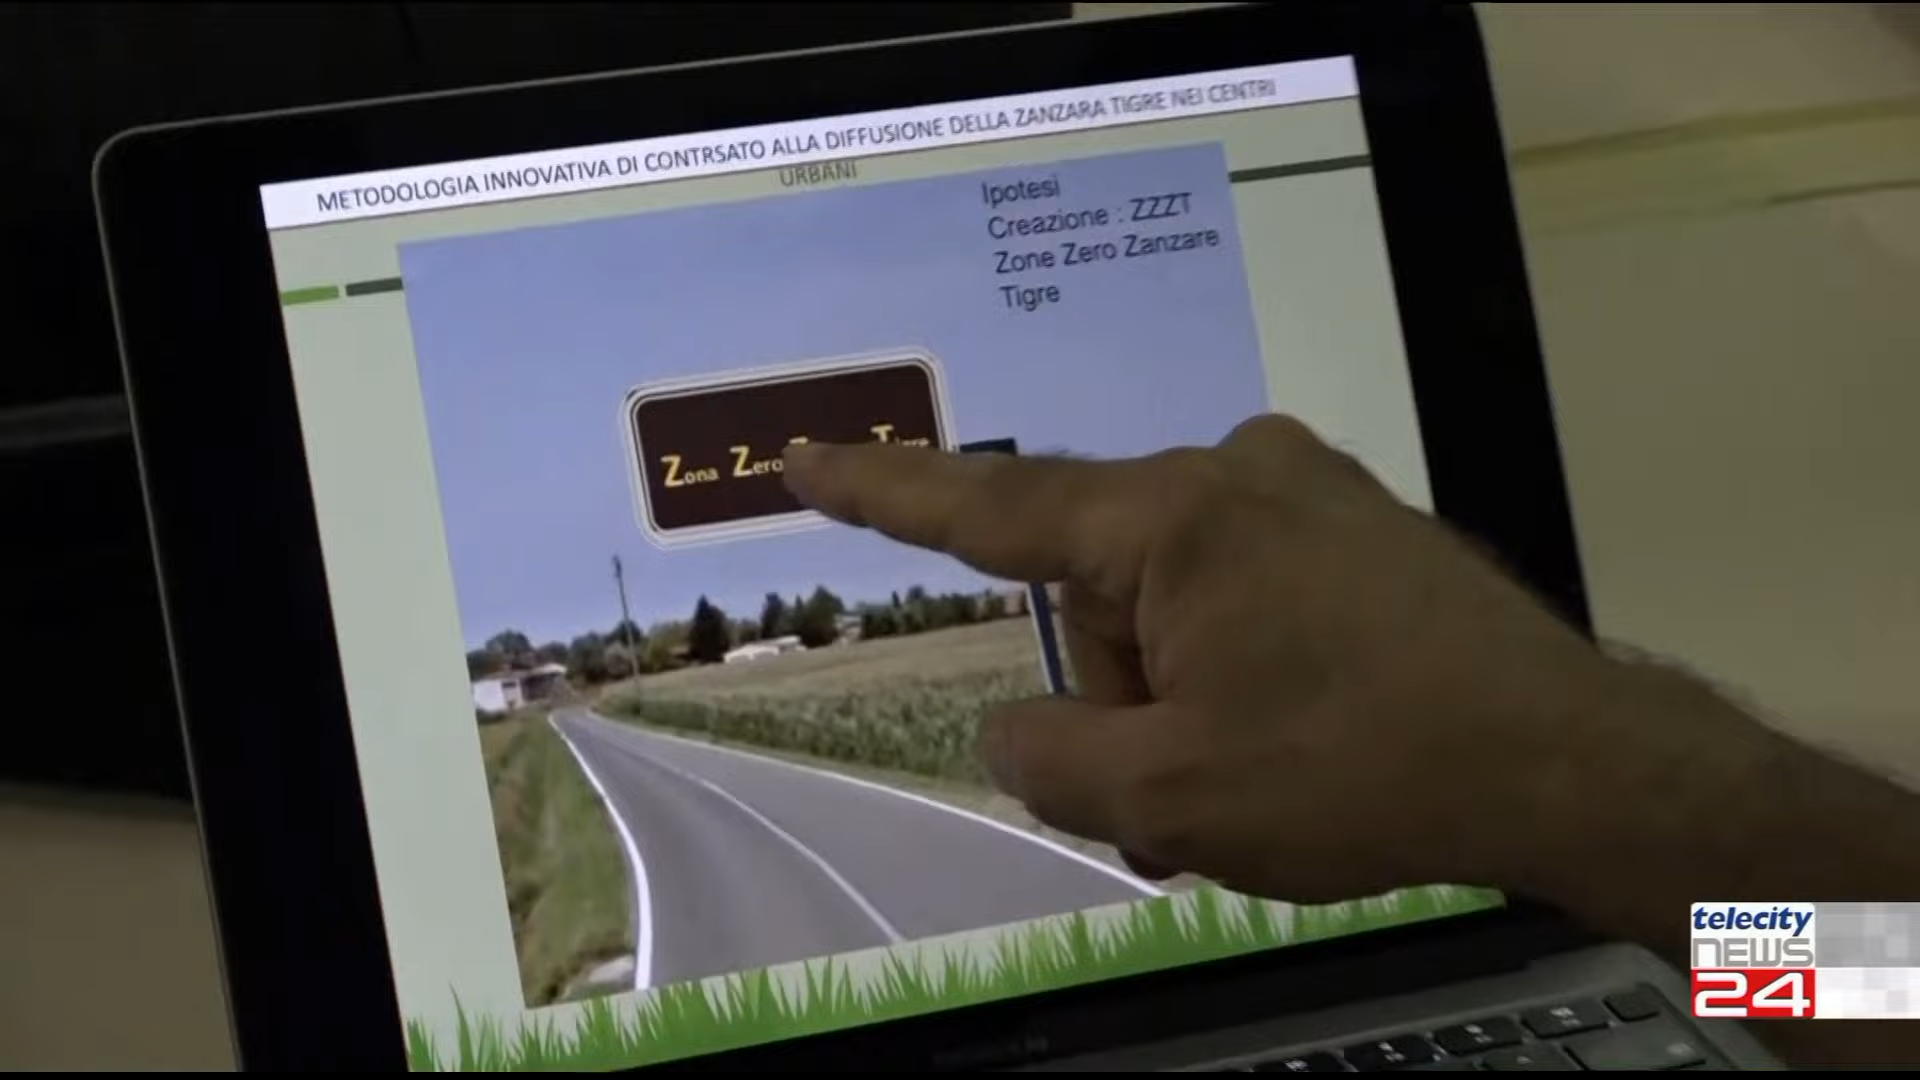 METODOLOGIA INNOVATIVA DI CONTRSATO ALLA DIFFUSIONE DELLA ZANZARA TIGRE NEI CENTRI
URBANI
Ipotesi
Creazione : ZZZT
Zone Zero Zanzare
Tigre
Zona Zero
telecity
NEWS
24